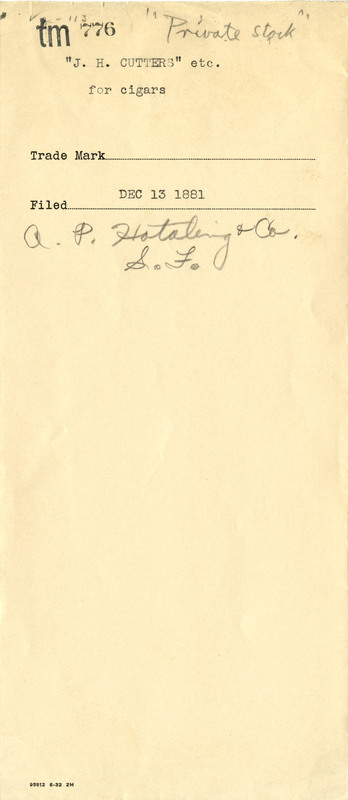 tm 776 "Private stock"
"J. H. CUTTERS" etc.
for cigars
Trade Mark
DEC 13 1881
Filed
A. P. Hotaling & Co.
S. F.
95812 6-32 2M